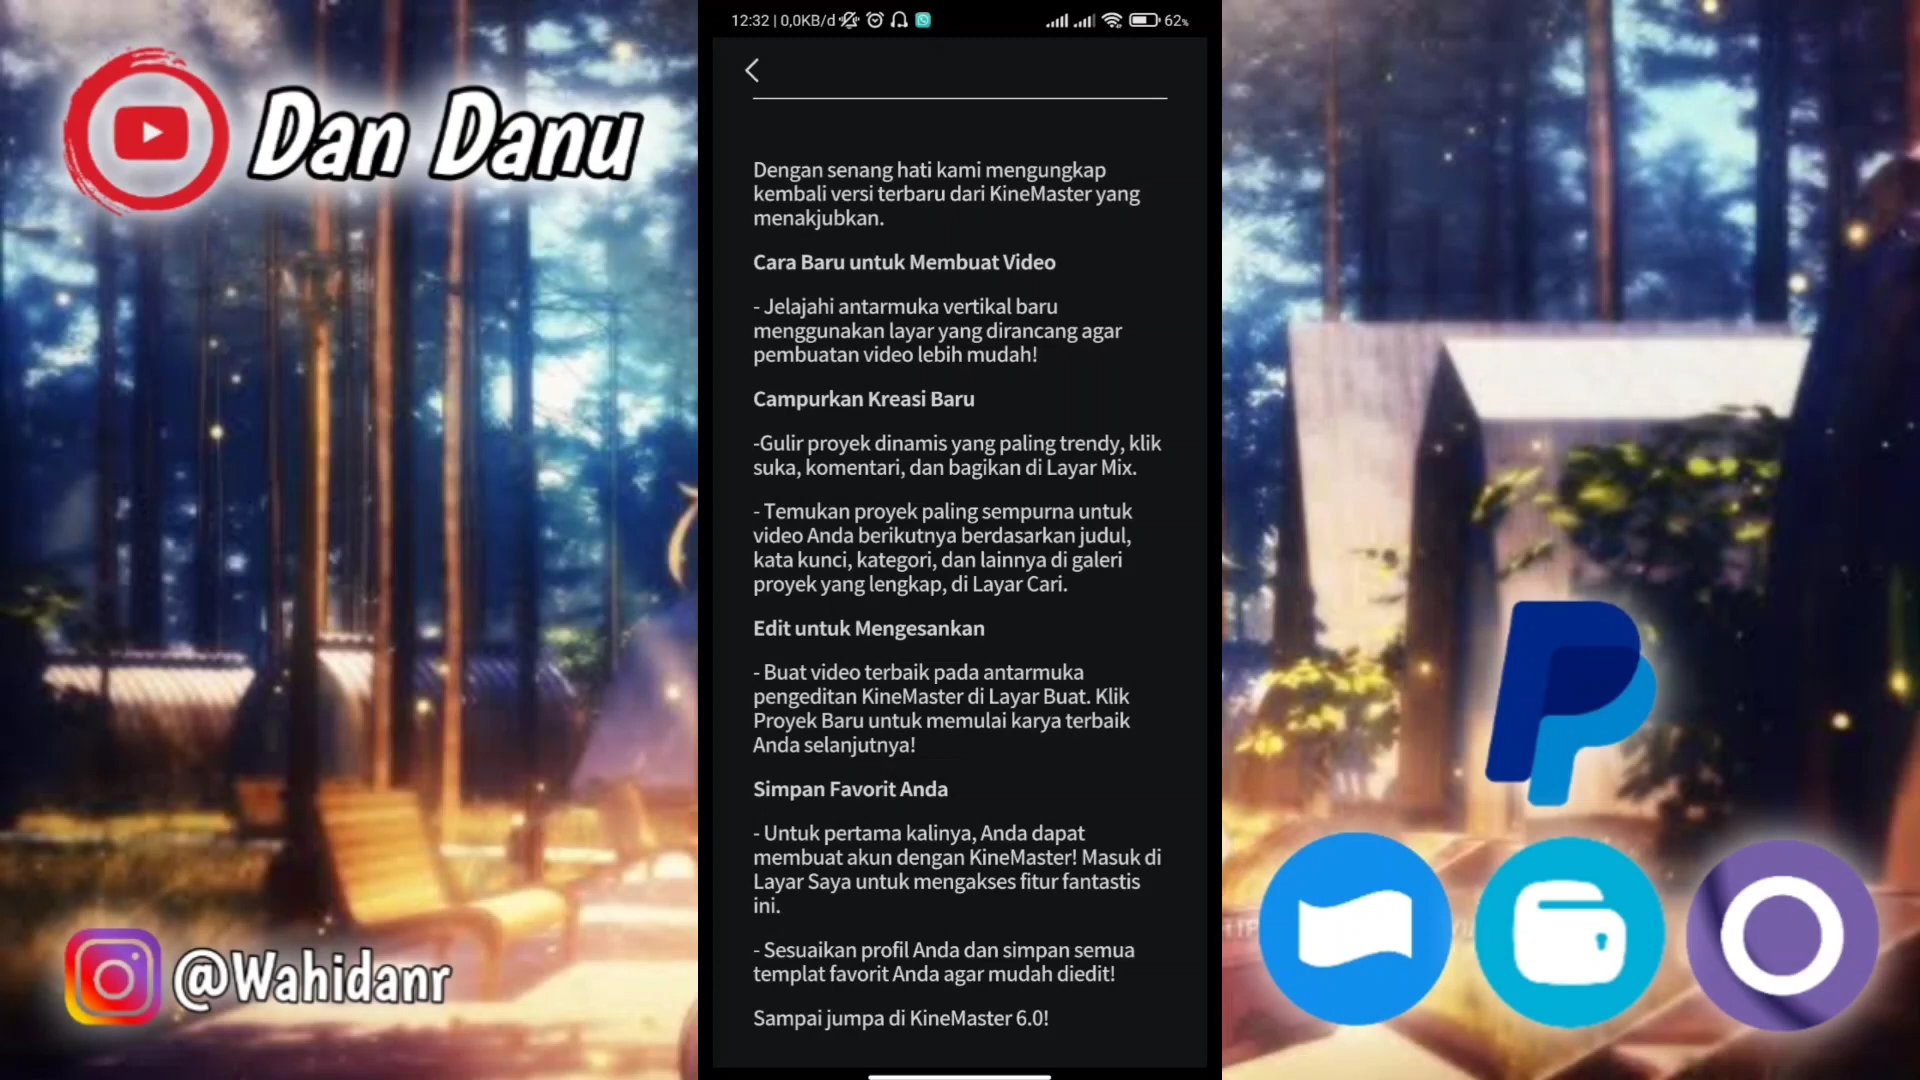 12:32 | 0,0KB/d
62%
Dan Danu
Dengan senang hati kami mengungkap
kembali versi terbaru dari KineMaster yang
menakjubkan.
Cara Baru untuk Membuat Video
- Jelajahi antarmuka vertikal baru
menggunakan layar yang dirancang agar
pembuatan video lebih mudah!
Campurkan Kreasi Baru
-Gulir proyek dinamis yang paling trendy, klik
suka, komentari, dan bagikan di Layar Mix.
- Temukan proyek paling sempurna untuk
video Anda berikutnya berdasarkan judul,
kata kunci, kategori, dan lainnya di galeri
proyek yang lengkap, di Layar Cari.
Edit untuk Mengesankan
- Buat video terbaik pada antarmuka
pengeditan KineMaster di Layar Buat. Klik
Proyek Baru untuk memulai karya terbaik
Anda selanjutnya!
Simpan Favorit Anda
- Untuk pertama kalinya, Anda dapat
membuat akun dengan KineMaster! Masuk di
Layar Saya untuk mengakses fitur fantastis
ini.
- Sesuaikan profil Anda dan simpan semua
templat favorit Anda agar mudah diedit!
Sampai jumpa di KineMaster 6.0!
@Wahidanr